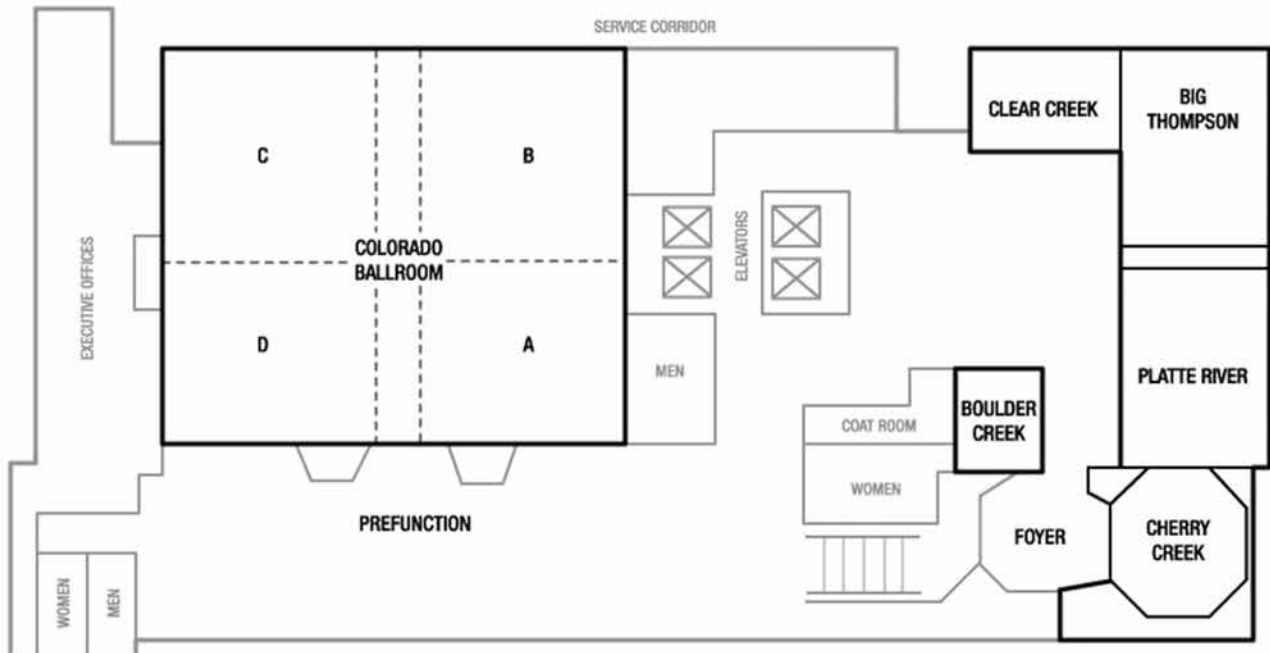 SERVICE CORRIDOR
CLEAR CREEK
BIG
THOMPSON
C
B
ELEVATORS
EXECUTIVE OFFICES
COLORADO
BALLROOM
D
A
MEN
PLATTE RIVER
BOULDER
CREEK
COAT ROOM
WOMEN
PREFUNCTION
FOYER
CHERRY
CREEK
WOMEN
MEN